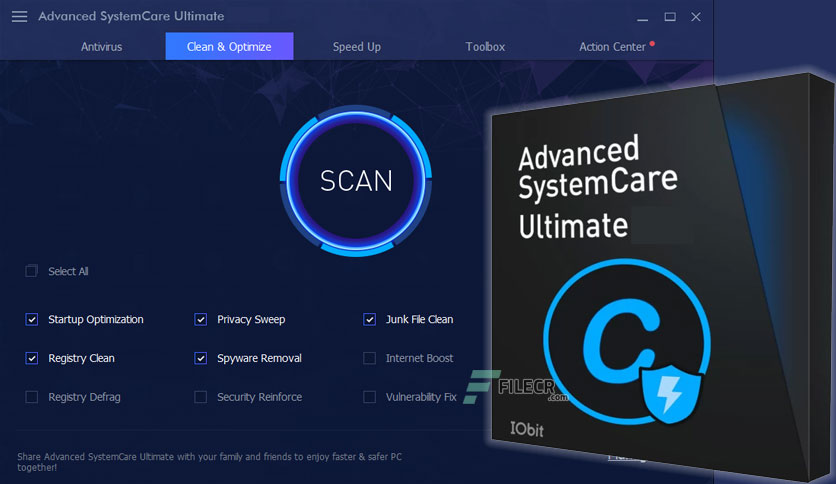 Advanced SystemCare Ultimate
Antivirus
Clean & Optimize
Speed Up
Toolbox
Action Center
SCAN
Select All
Startup Optimization
Privacy Sweep
Junk File Clean
Registry Clean
Spyware Removal
Internet Boost
Registry Defrag
Security Reinforce
Vulnerability Fix
Share Advanced SystemCare Ultimate with your family and friends to enjoy faster & safer PC
together!
Advanced
SystemCare
Ultimate
C
FILECR
.com
IObit